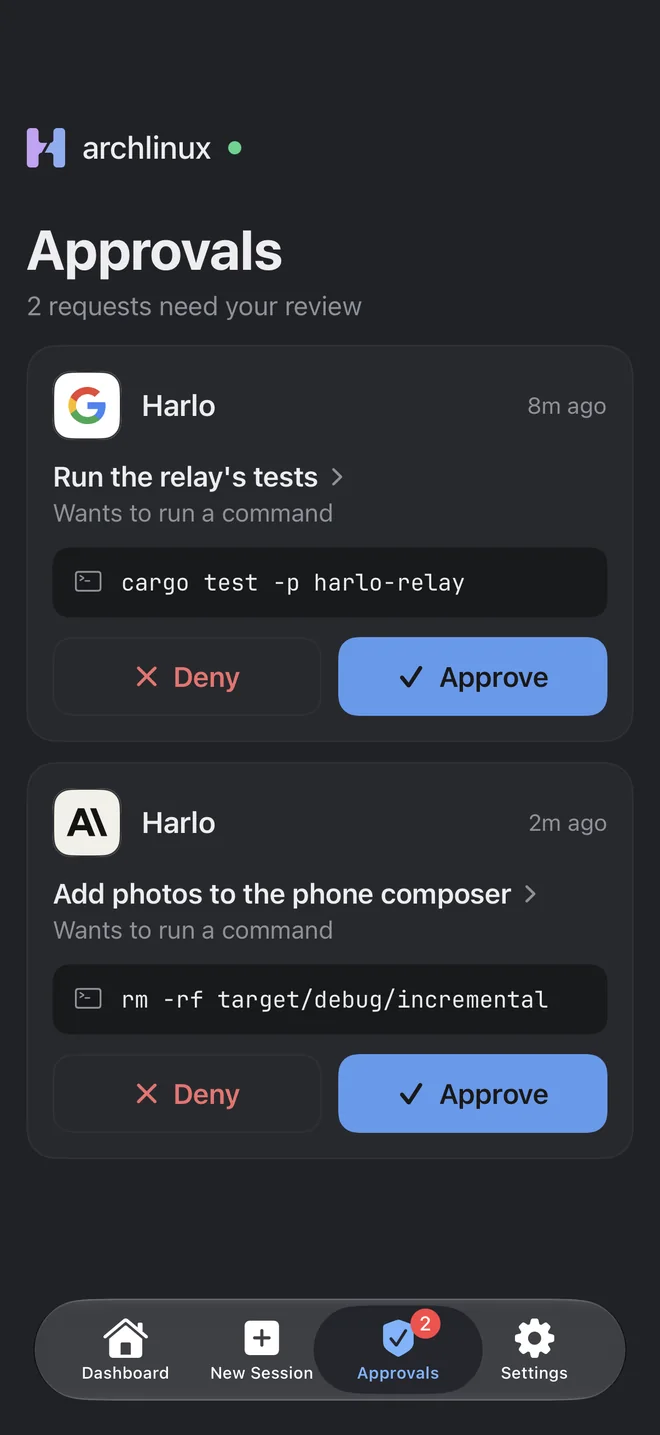 archlinux
Approvals
2 requests need your review
Harlo
8m ago
Run the relay's tests
Wants to run a command
cargo test -p harlo-relay
Deny
Approve
Harlo
2m ago
Add photos to the phone composer
Wants to run a command
rm -rf target/debug/incremental
Deny
Approve
2
Dashboard
New Session
Approvals
Settings